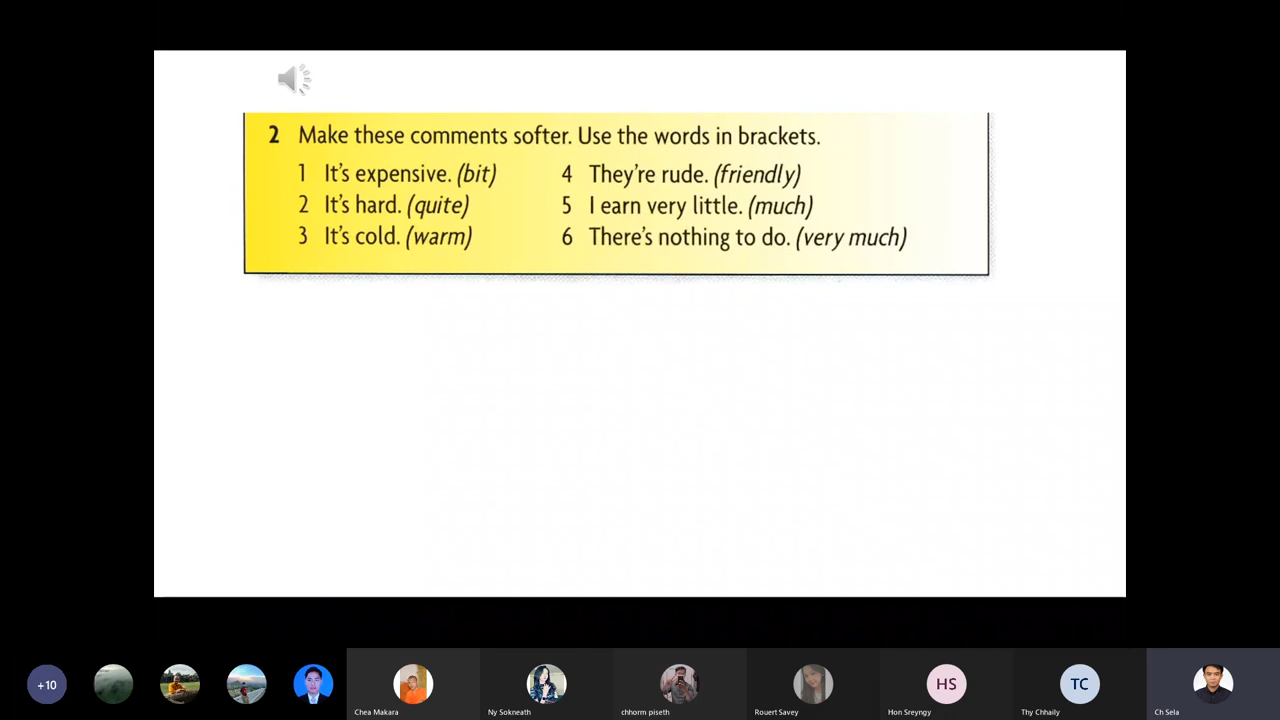 2 Make these comments softer. Use the words in brackets.
1 It's expensive. (bit)
2 It's hard. (quite)
3 It's cold. (warm)
4 They're rude. (friendly)
5 I earn very little. (much)
6 There's nothing to do. (very much)
+10
Chea Makara
Ny Sokneath
chhorm piseth
Rouert Savey
HS
Hon Sreyngy
TC
Thy Chhaily
Ch Sela